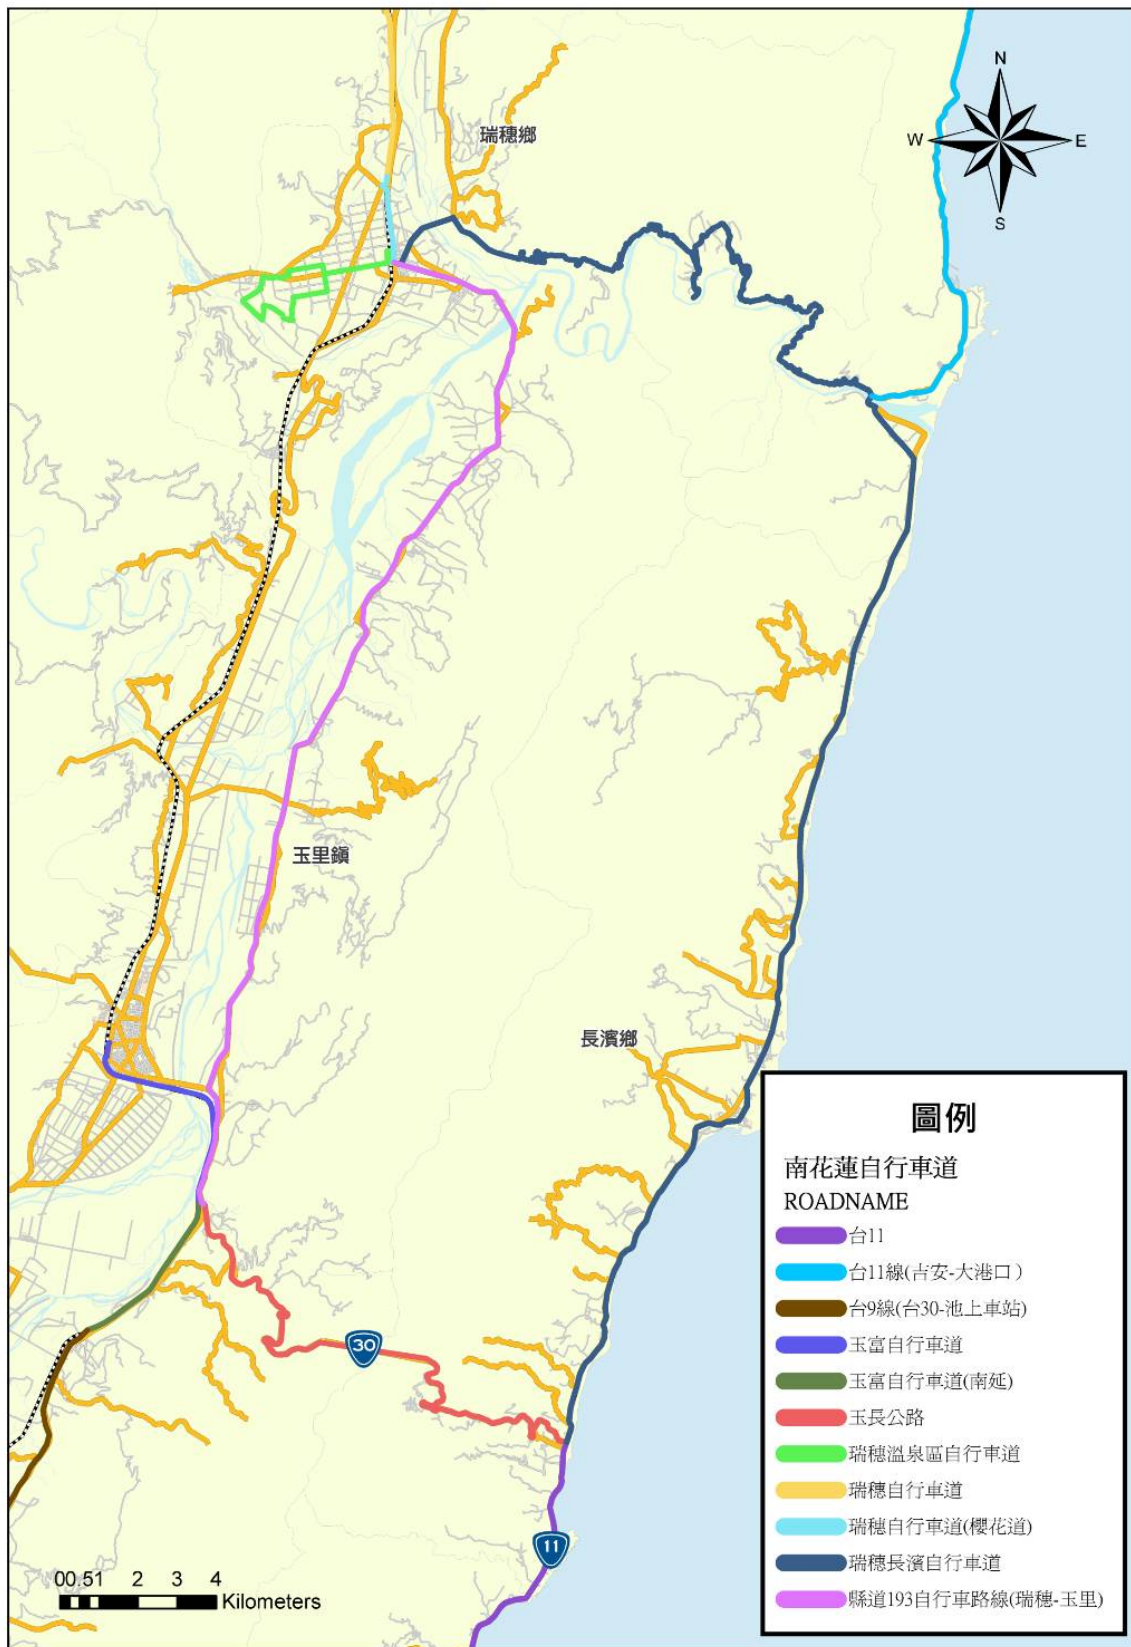 N
W
E
S
瑞穗鄉
玉里鎮
長濱鄉
30
11
00.51 2 3 4
Kilometers
圖例
南花蓮自行車道
ROADNAME
台11
台11線(吉安-大港口)
台9線(台30-池上車站)
玉富自行車道
玉富自行車道(南延)
玉長公路
瑞穗溫泉區自行車道
瑞穗自行車道
瑞穗自行車道(櫻花道)
瑞穗長濱自行車道
縣道193自行車路線(瑞穗-玉里)